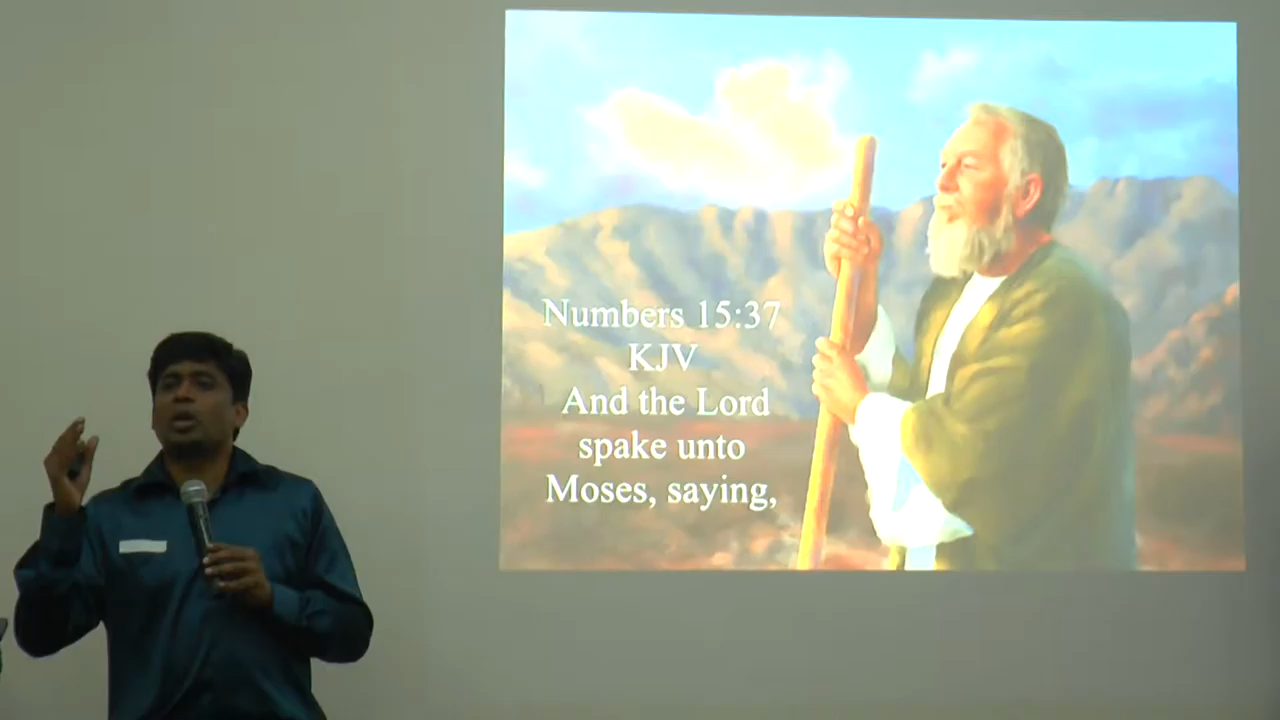 Numbers 15:37
KJV
And the Lord
spake unto
Moses, saying,